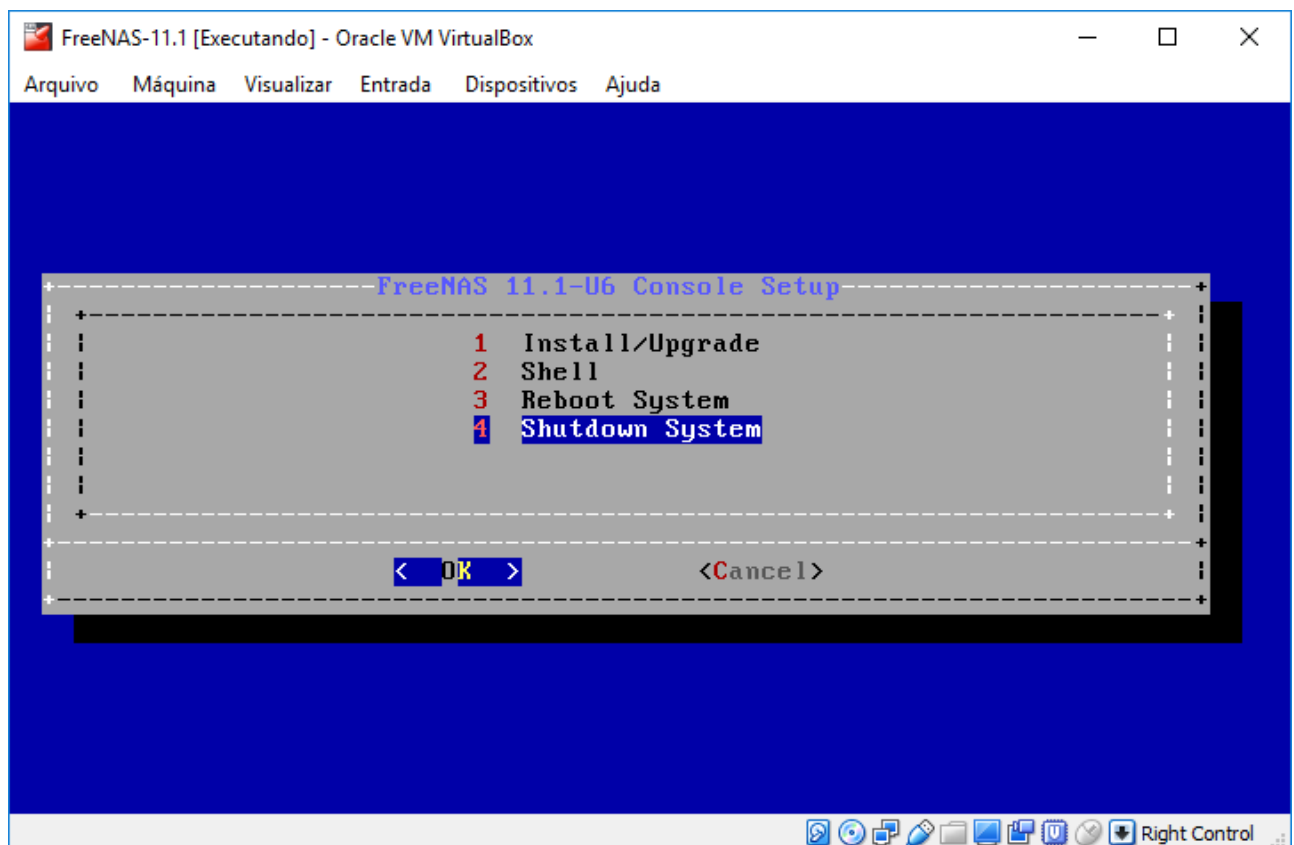 FreeNAS-11.1 [Executando] - Oracle VM VirtualBox
Arquivo Máquina Visualizar Entrada Dispositivos Ajuda
FreeNAS 11.1-U6 Console Setup
1 Install/Upgrade
2 Shell
3 Reboot System
4 Shutdown System
< OK > <Cancel>
Right Control